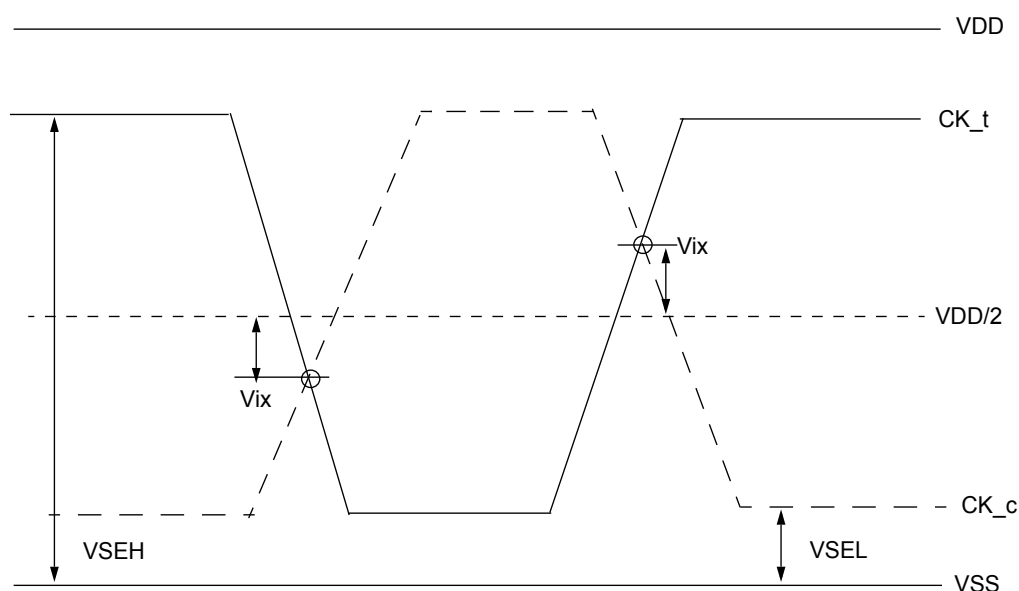 VDD
CK_t
Vix
VDD/2
Vix
CK_c
VSEH
VSEL
VSS